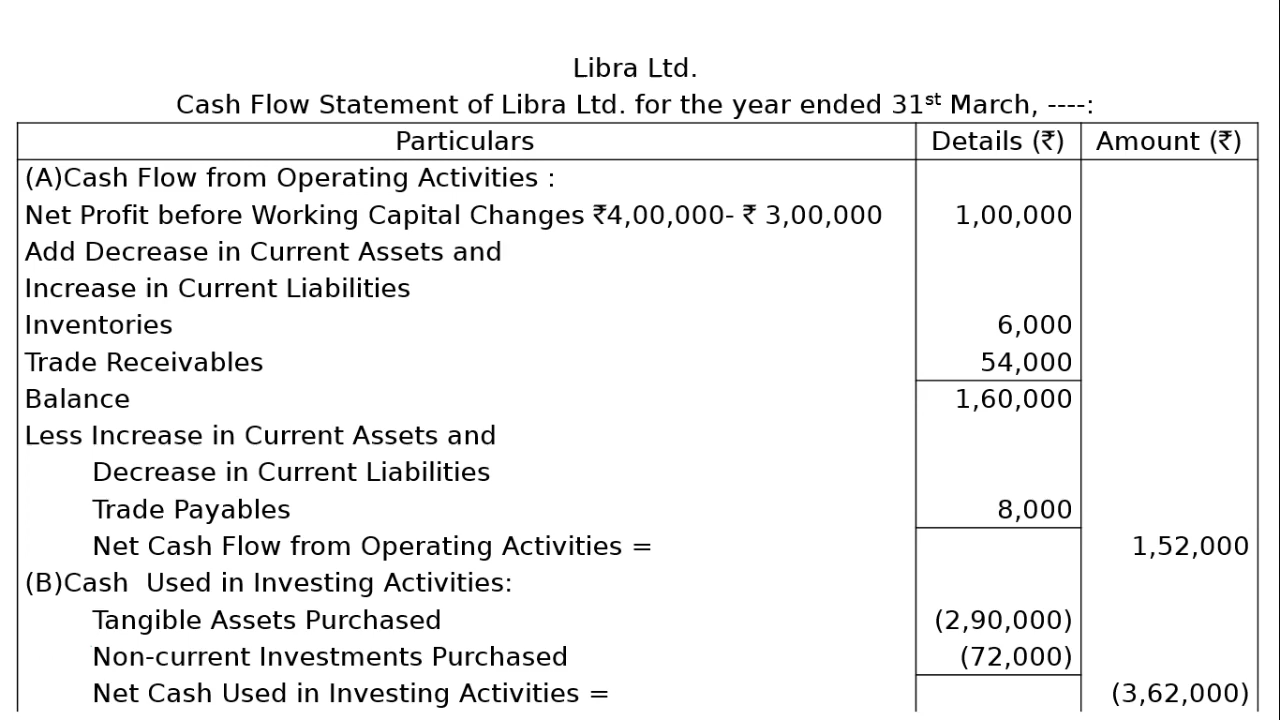 Libra Ltd.
Cash Flow Statement of Libra Ltd. for the year ended 31st March, ----:
Particulars Details (₹) Amount (₹)
(A)Cash Flow from Operating Activities :
Net Profit before Working Capital Changes ₹4,00,000- ₹ 3,00,000 1,00,000
Add Decrease in Current Assets and
Increase in Current Liabilities
Inventories 6,000
Trade Receivables 54,000
Balance 1,60,000
Less Increase in Current Assets and
Decrease in Current Liabilities
Trade Payables 8,000
Net Cash Flow from Operating Activities = 1,52,000
(B)Cash  Used in Investing Activities:
Tangible Assets Purchased (2,90,000)
Non-current Investments Purchased (72,000)
Net Cash Used in Investing Activities = (3,62,000)